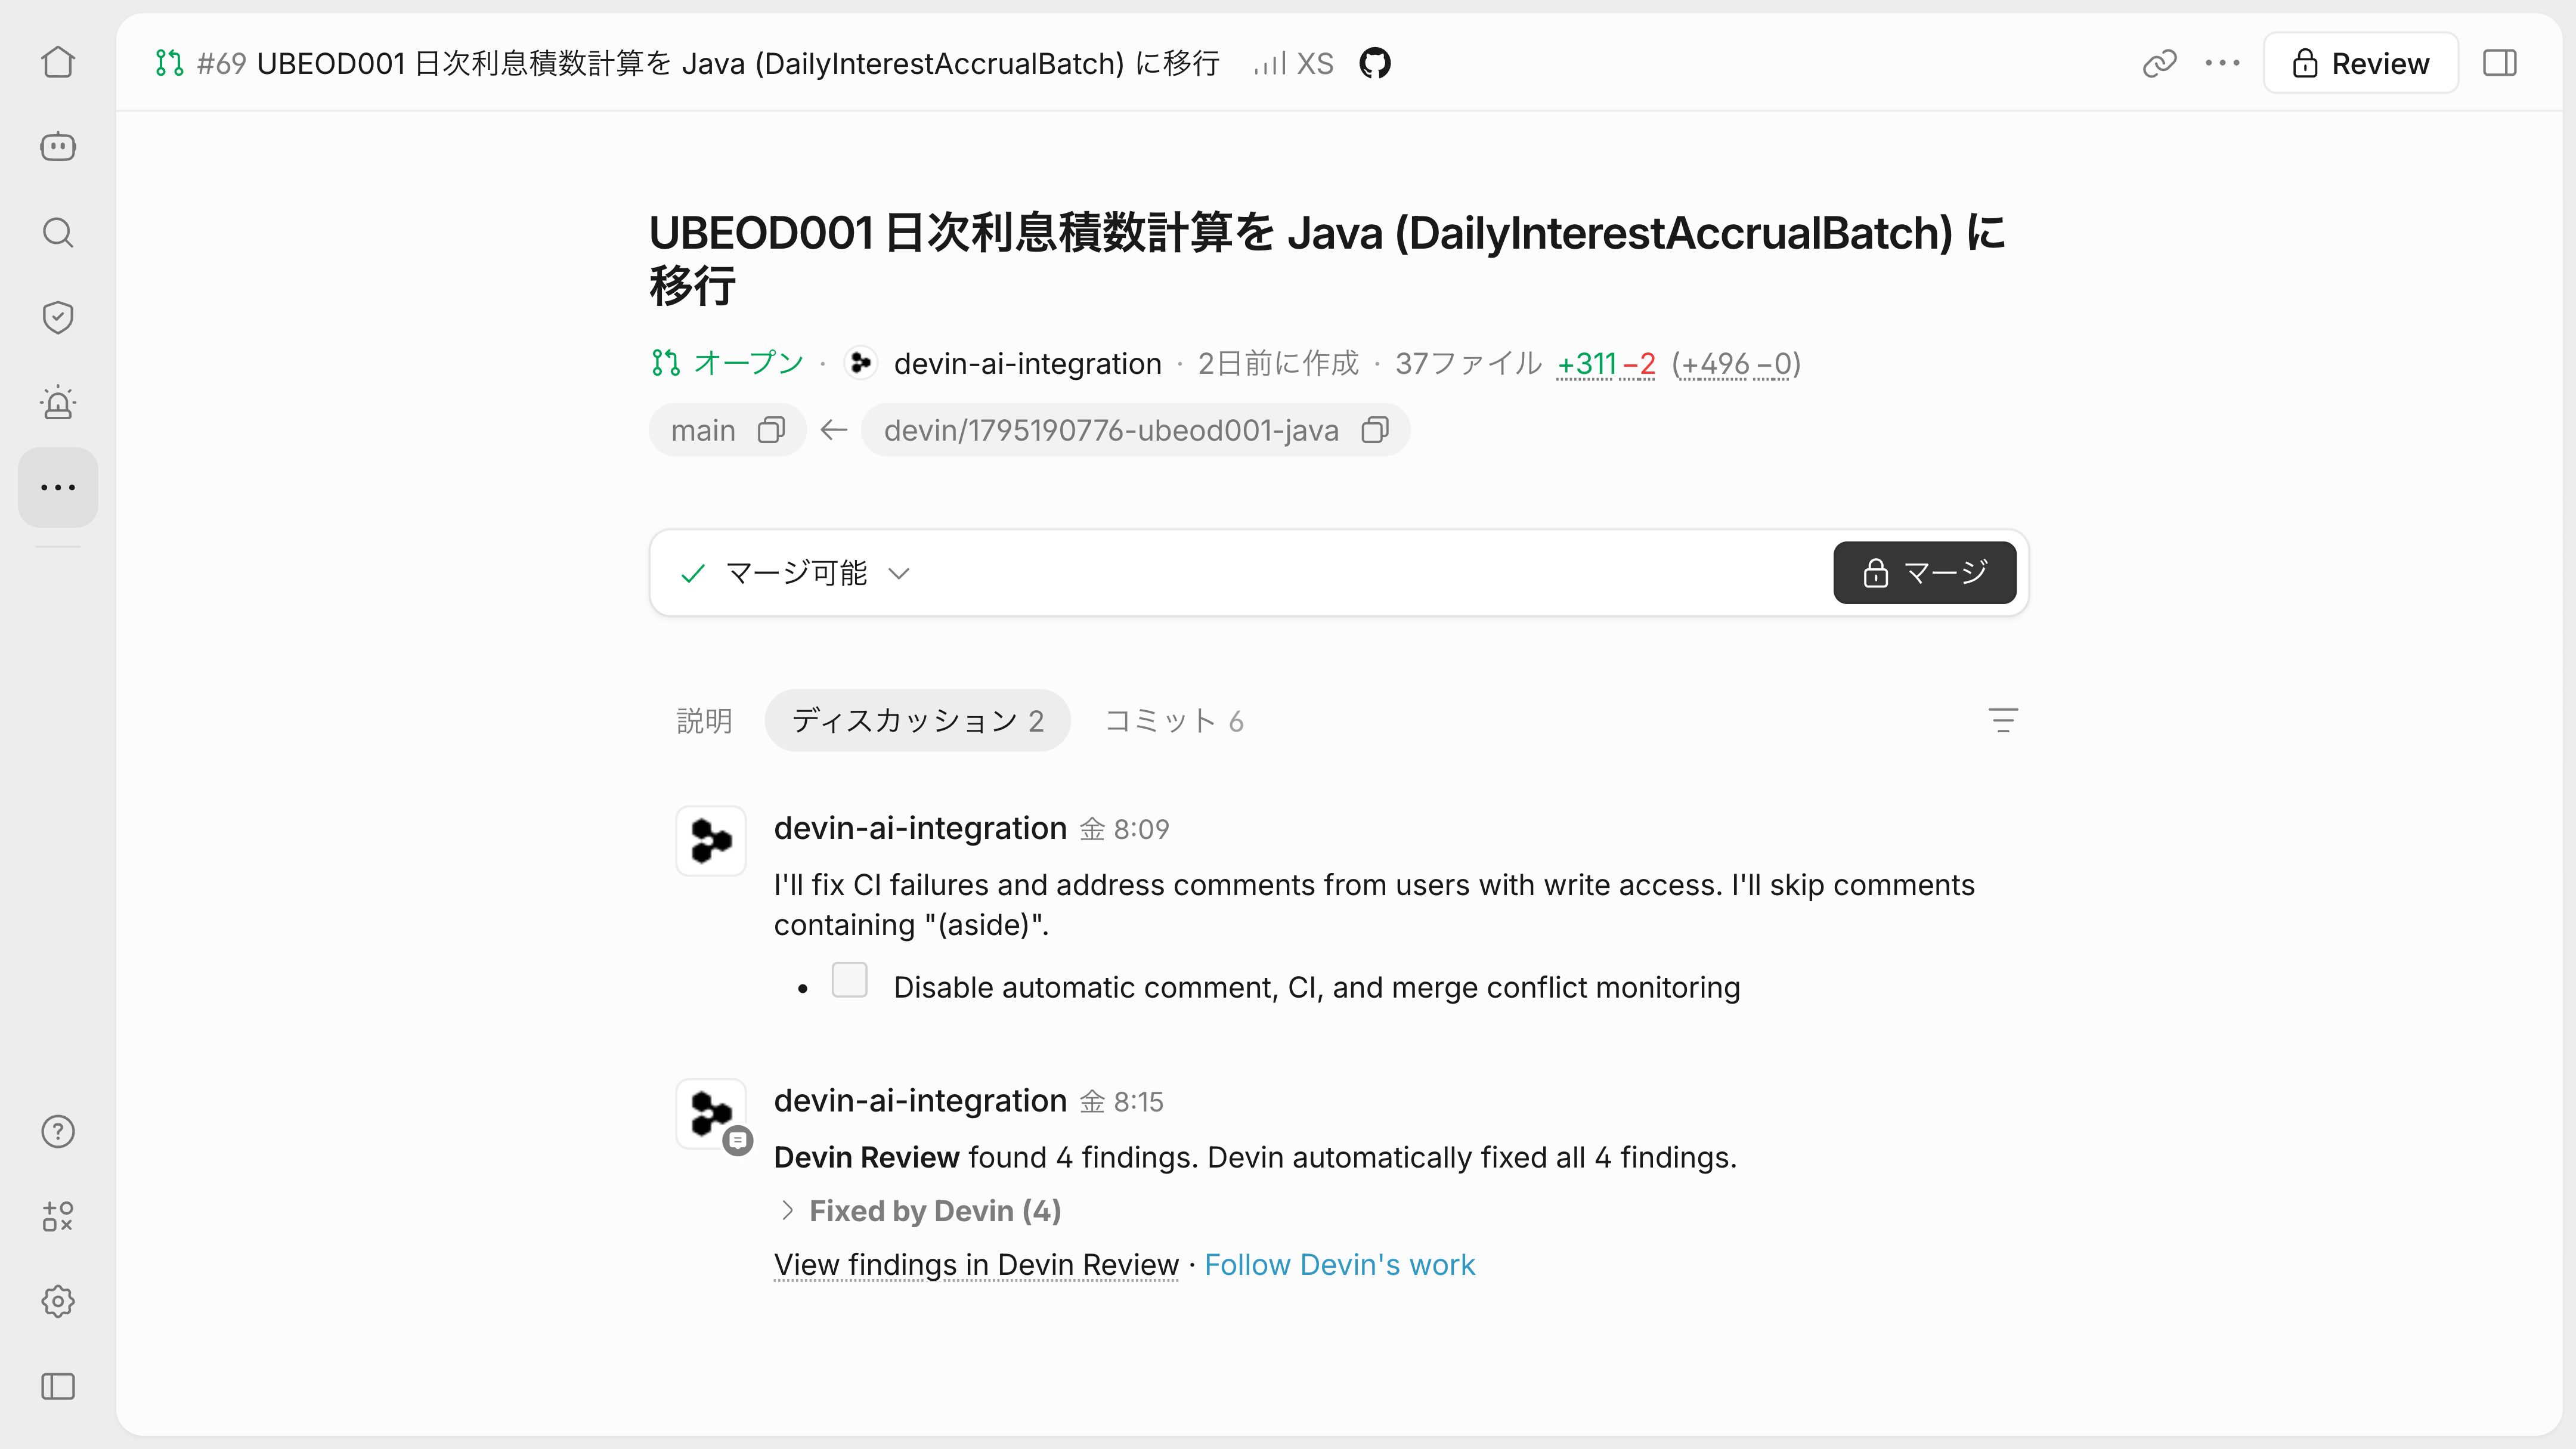 #69 UBEOD001 日次利息積数計算を Java (DailyInterestAccrualBatch) に移行 XS
Review
UBEOD001 日次利息積数計算を Java (DailyInterestAccrualBatch) に
移行
オープン · devin-ai-integration · 2日前に作成 · 37ファイル +311 −2 (+496 −0)
main ← devin/1795190776-ubeod001-java
マージ可能
マージ
説明 ディスカッション 2 コミット 6
devin-ai-integration 金 8:09
I'll fix CI failures and address comments from users with write access. I'll skip comments
containing "(aside)".
• Disable automatic comment, CI, and merge conflict monitoring
devin-ai-integration 金 8:15
Devin Review found 4 findings. Devin automatically fixed all 4 findings.
Fixed by Devin (4)
View findings in Devin Review · Follow Devin's work